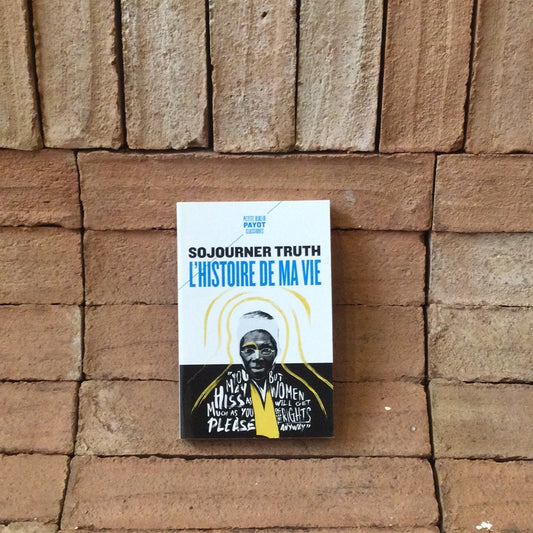 PETITE BIBLIO
PAYOT
CLASSIQUES
SOJOURNER TRUTH
L'HISTOIRE DE MA VIE
"YOU MAY HISS AS MUCH AS YOU PLEASE
BUT WOMEN WILL GET THEIR RIGHTS ANYWAY"